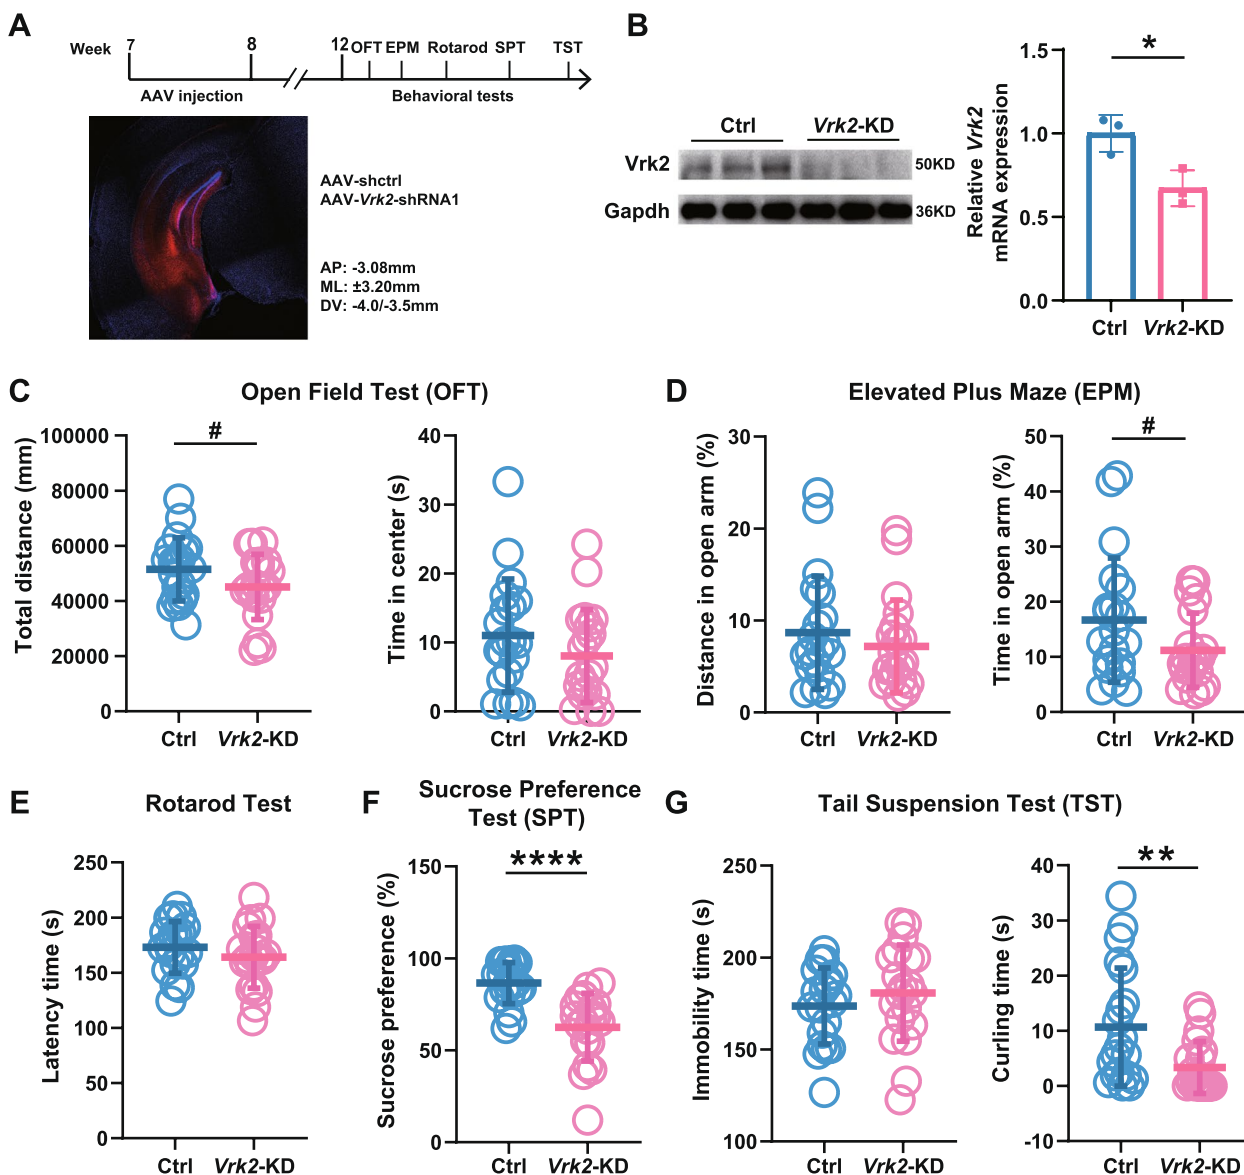 A
Week 7 8 12 OFT EPM Rotarod SPT TST
AAV injection
Behavioral tests
AAV-shctrl
AAV-Vrk2-shRNA1
AP: -3.08mm
ML: ±3.20mm
DV: -4.0/-3.5mm
B
Ctrl Vrk2-KD
Vrk2 50KD
Gapdh 36KD
Relative Vrk2
mRNA expression
*
1.5
1.0
0.5
0.0
Ctrl Vrk2-KD
C
Open Field Test (OFT)
Total distance (mm)
#
100000
80000
60000
40000
20000
0
Ctrl Vrk2-KD
Time in center (s)
40
30
20
10
0
Ctrl Vrk2-KD
D
Elevated Plus Maze (EPM)
Distance in open arm (%)
30
20
10
0
Ctrl Vrk2-KD
Time in open arm (%)
#
50
40
30
20
10
0
Ctrl Vrk2-KD
E
Rotarod Test
Latency time (s)
250
200
150
100
50
0
Ctrl Vrk2-KD
F
Sucrose Preference
Test (SPT)
Sucrose preference (%)
****
150
100
50
0
Ctrl Vrk2-KD
G
Tail Suspension Test (TST)
Immobility time (s)
250
200
150
100
Ctrl Vrk2-KD
Curling time (s)
**
40
30
20
10
0
-10
Ctrl Vrk2-KD